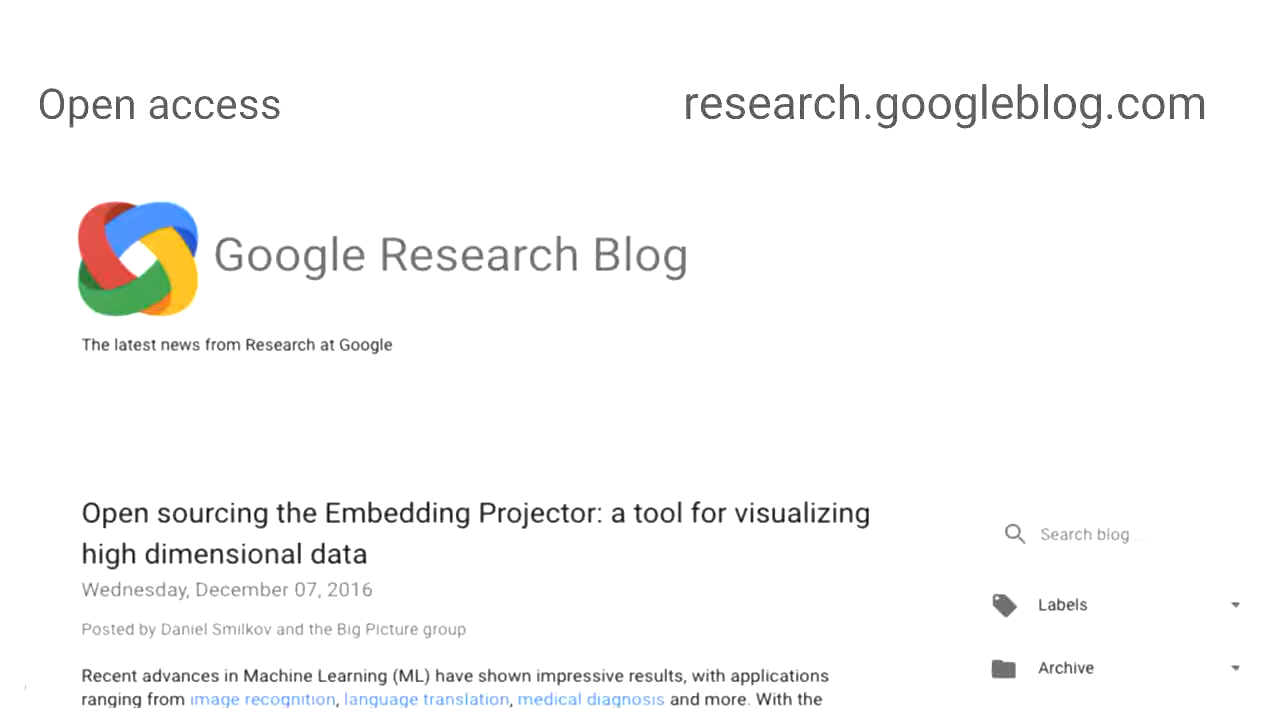 Open access
research.googleblog.com
Google Research Blog
The latest news from Research at Google
Open sourcing the Embedding Projector: a tool for visualizing
high dimensional data
Wednesday, December 07, 2016
Posted by Daniel Smilkov and the Big Picture group
Recent advances in Machine Learning (ML) have shown impressive results, with applications
ranging from image recognition, language translation, medical diagnosis and more. With the
Search blog ..
Labels
Archive